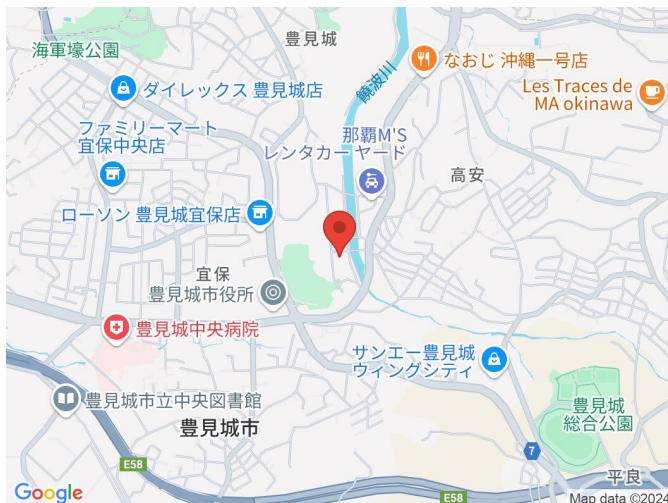 海軍壕公園
豊見城
饒波川
なおじ 沖縄一号店
ダイレックス 豊見城店
Les Traces de
MA okinawa
ファミリーマート
宜保中央店
那覇M'S
レンタカー ヤード
高安
ローソン 豊見城宜保店
宜保
豊見城市役所
豊見城中央病院
サンエー豊見城
ウィングシティ
豊見城市立中央図書館
豊見城市
豊見城
総合公園
7
E58
E58
平良
Google
Map data ©2024